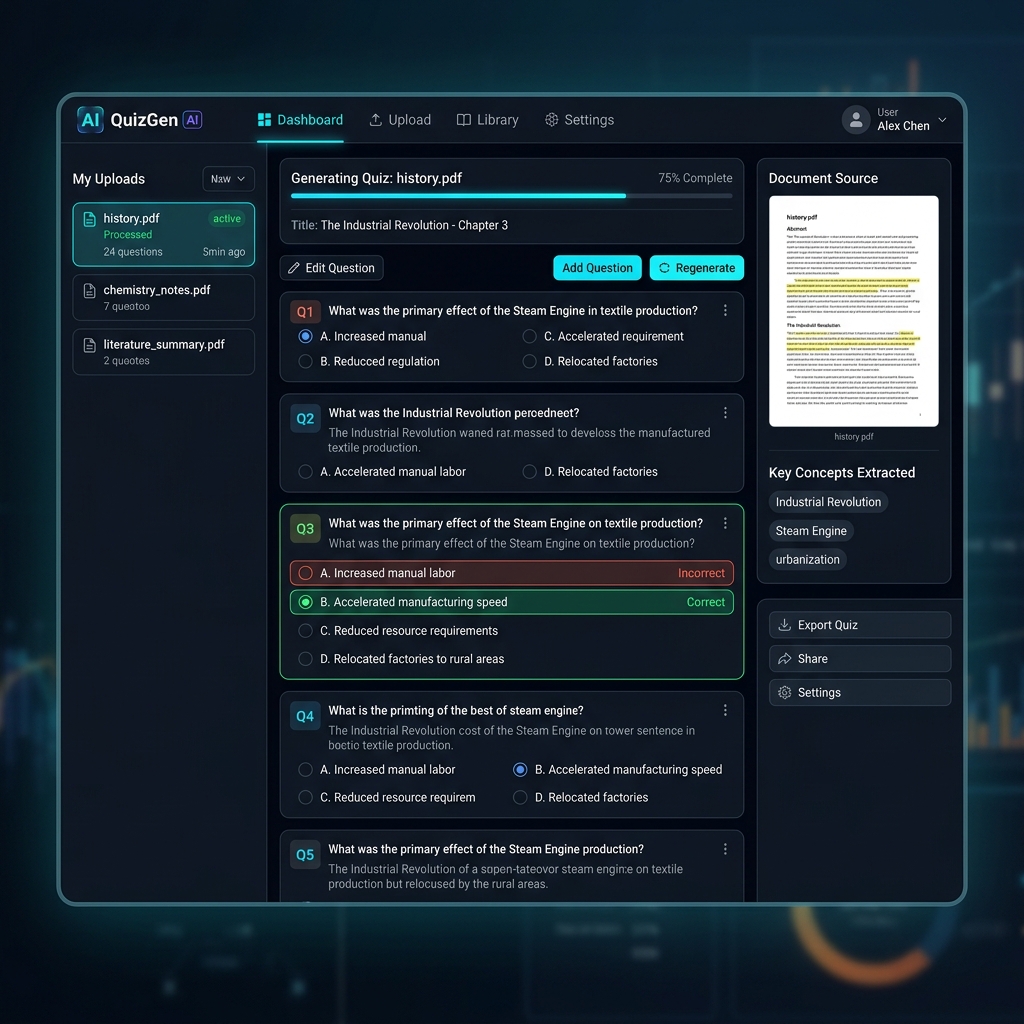 AI QuizGen AI
Dashboard
Upload
Library
Settings
User
Alex Chen
My Uploads
history.pdf
active
Processed
24 questions
5min ago
chemistry_notes.pdf
7 queotoo
literature_summary.pdf
2 quaotes
Generating Quiz: history.pdf
75% Complete
Title: The Industrial Revolution - Chapter 3
Edit Question
Add Question
Regenerate
Q1
What was the primary effect of the Steam Engine in textile production?
A. Increased manual
C. Accelerated requirement
B. Reducced regulation
D. Relocated factories
Q2
What was the Industrial Revolution percednect?
The Industrial Revolution waned to develoss the manufactured
textile production.
A. Accelerated manual labor
D. Relocated factories
Q3
What was the primary effect of the Steam Engine on textile production?
What was the primary effect of the Steam Engine on textile production?
A. Increased manual labor
Incorrect
B. Accelerated manufacturing speed
Correct
C. Reduced resource requirements
D. Relocated factories to rural areas
Q4
What is the primting of the best of steam engine?
The Industrial Revolution cost of the Steam Engine on tower sentence in
boctic textile production.
A. Increased manual labor
B. Accelerated manufacturing speed
C. Reduced resource requirem
D. Relocated factories
Q5
What was the primary effect of the Steam Engine production?
The Industrial Revolution of a steam engine on textile
production but relocused by the rural areas.
Document Source
history pdf
Abstract
The Industrial Revolution.
history pdf
Key Concepts Extracted
Industrial Revolution
Steam Engine
urbanization
Export Quiz
Share
Settings